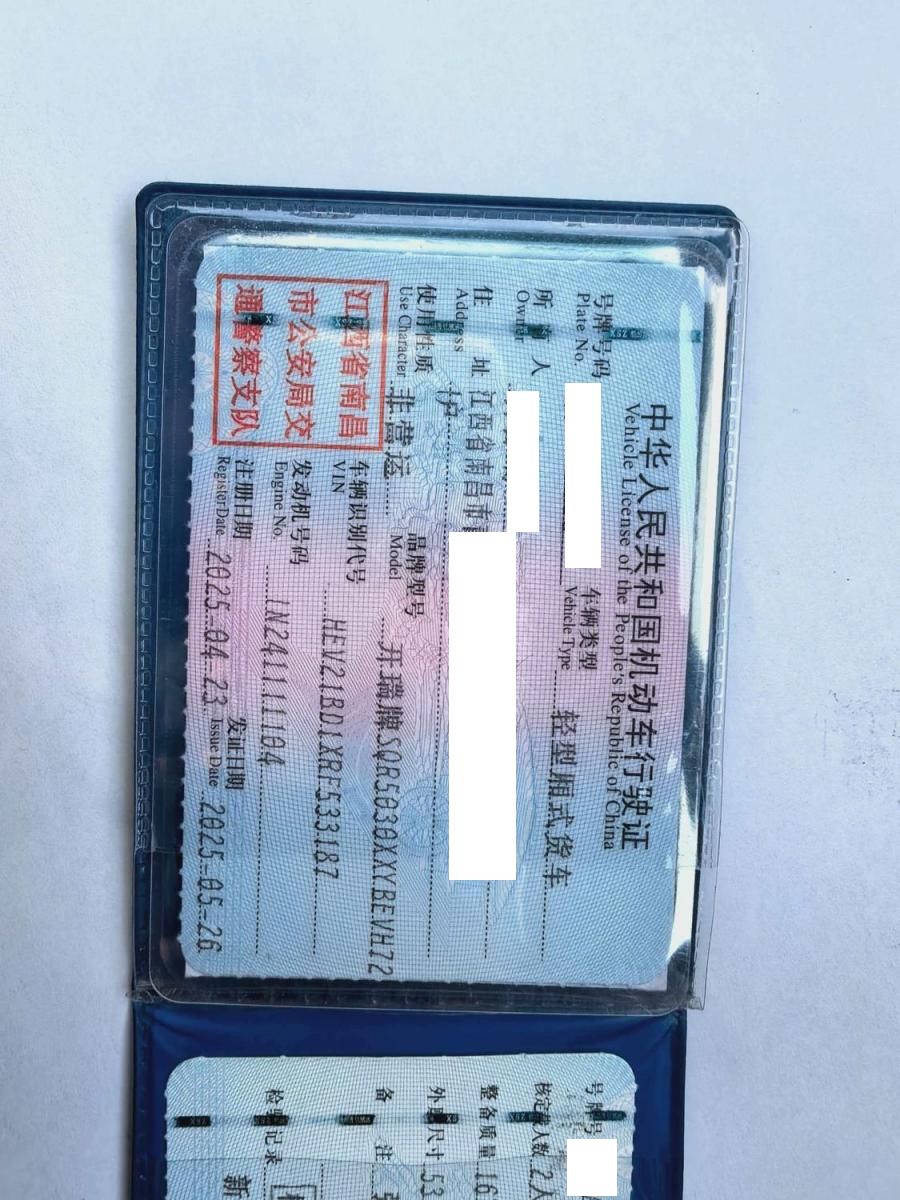 中华人民共和国机动车行驶证
Vehicle License of the People's Republic of China
号牌号码
Plate No.
车辆类型
Vehicle Type
轻型厢式货车
所有人
Owner
住址
Address
江西省南昌市
户
使用性质
Use Character
非营运
品牌型号
Model
开瑞牌SQR5030XXYBEVH72
江西省南昌
市公安局交
通警察支队
车辆识别代号
VIN
HEV21BD1XRF533187
发动机号码
Engine No.
IN241111104
注册日期
Register Date
2025-04-23
发证日期
Issue Date
2025-05-26
号牌号
核定载人数 2人
整备质量 16
外廓尺寸 53
备注
检验记录
新